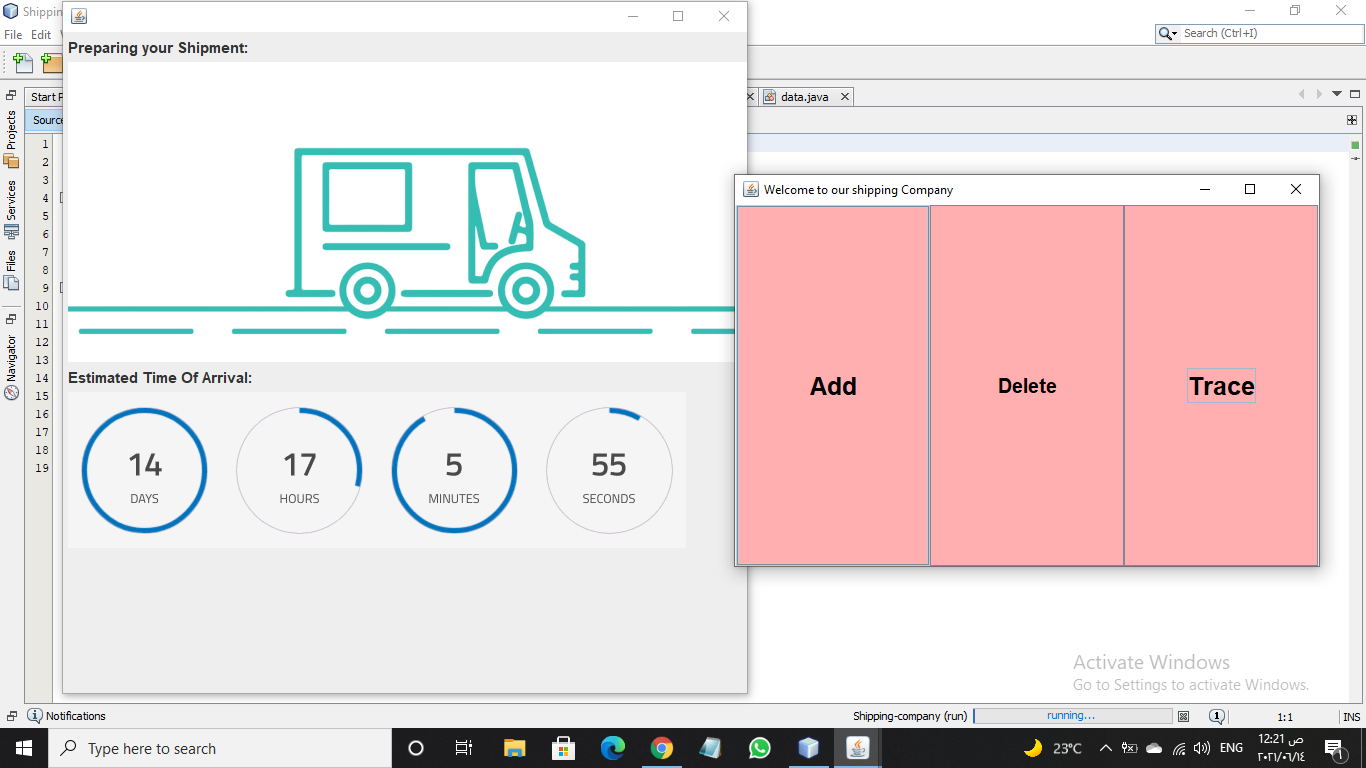 Shippin
File Edit
Search (Ctrl+I)
Preparing your Shipment:
Start P
data.java
Source
Projects
Services
Files
Navigator
1
2
3
4
5
6
7
8
9
10
11
12
13
14
15
16
17
18
19
Welcome to our shipping Company
Add
Delete
Trace
Estimated Time Of Arrival:
14
DAYS
17
HOURS
5
MINUTES
55
SECONDS
Activate Windows
Go to Settings to activate Windows.
Notifications
Shipping-company (run)
running...
1
1:1
INS
Type here to search
23°C
ENG
12:21 ص
٢٠٢١/٠٦/١٤
1